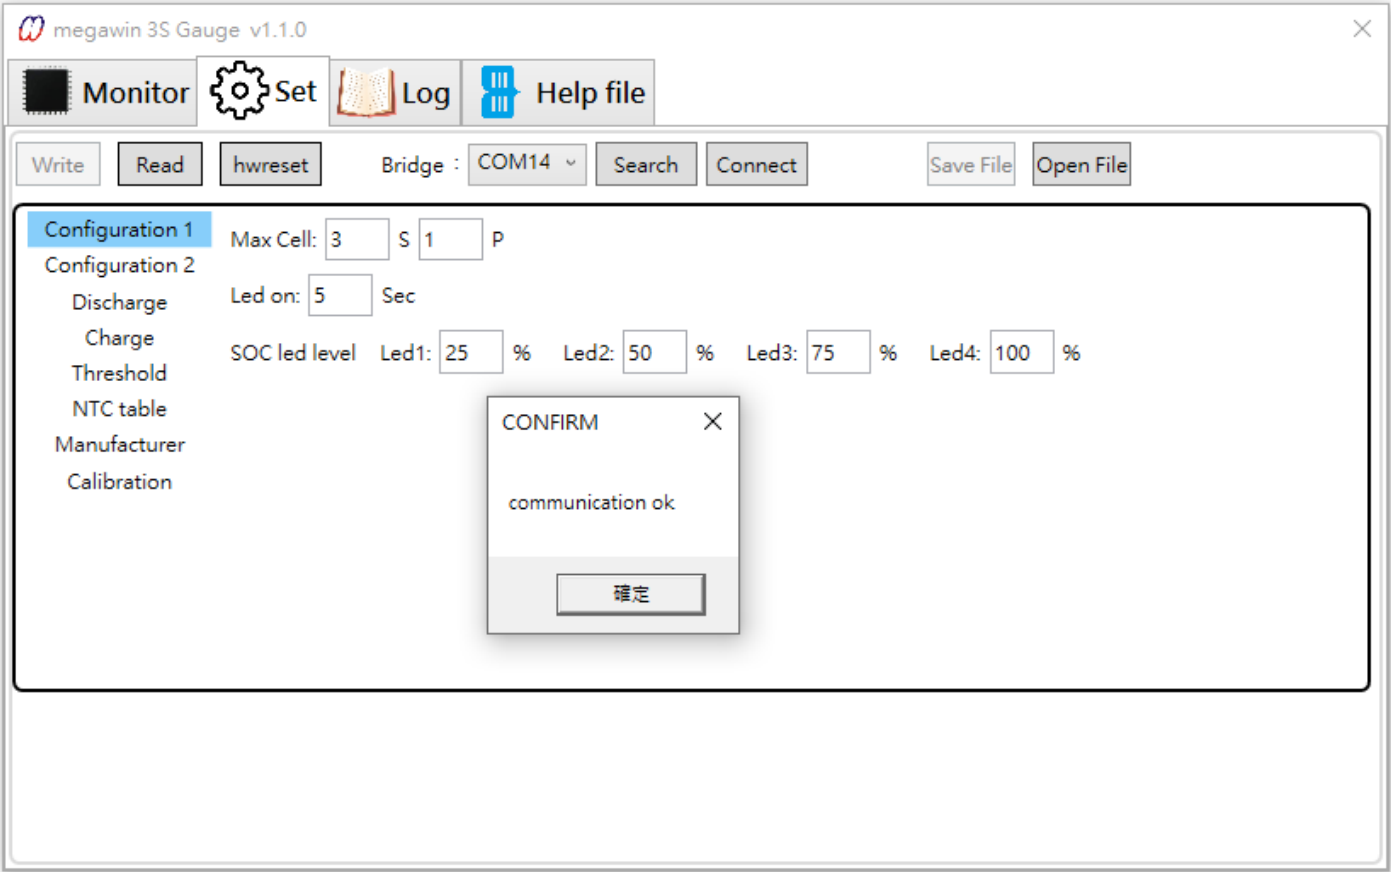 megawin 3S Gauge v1.1.0
Monitor Set Log Help file
Write Read hwreset Bridge : COM14 Search Connect Save File Open File
Configuration 1
Configuration 2
Discharge
Charge
Threshold
NTC table
Manufacturer
Calibration
Max Cell: 3 S 1 P
Led on: 5 Sec
SOC led level Led1: 25 % Led2: 50 % Led3: 75 % Led4: 100 %
CONFIRM
communication ok
確定